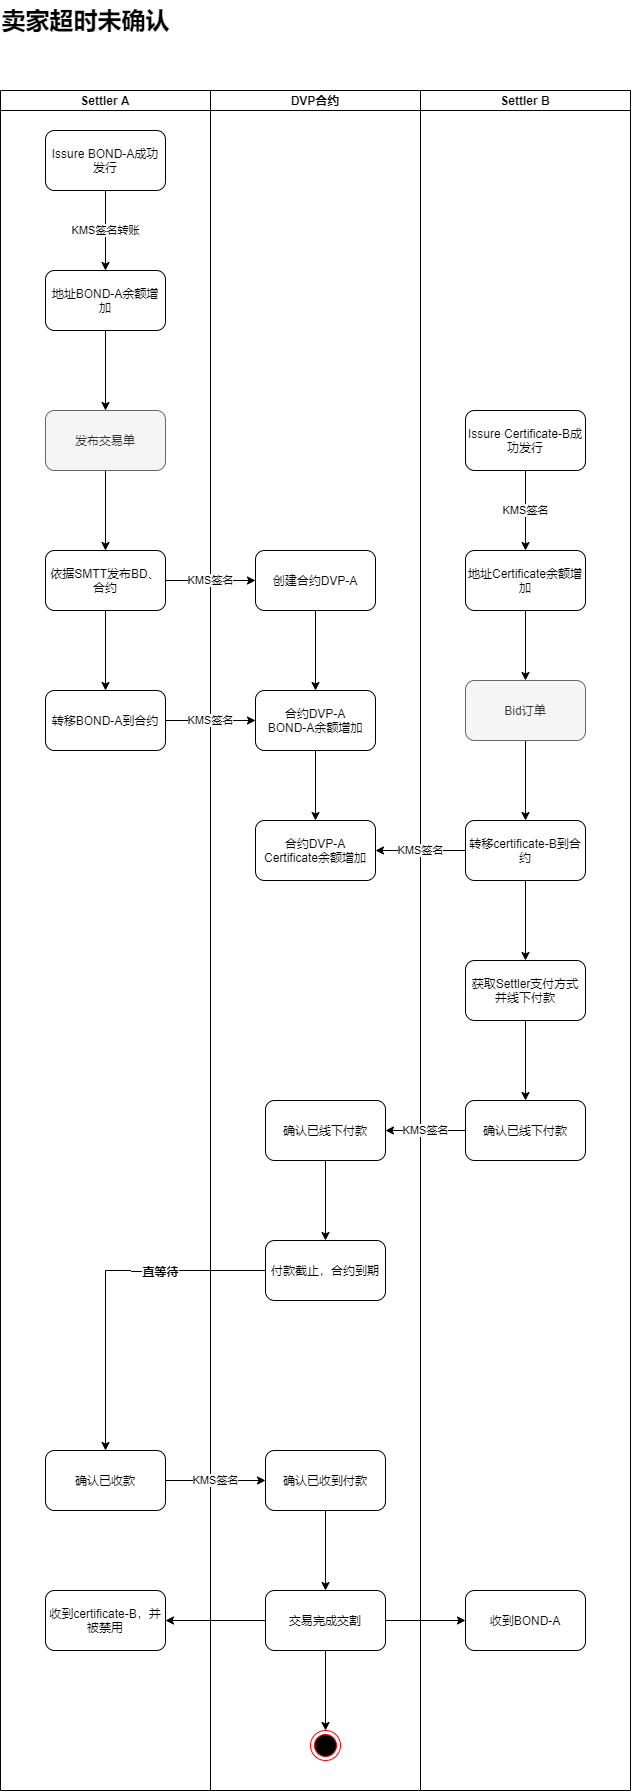 卖家超时未确认
Settler A
DVP合约
Settler B
Issure BOND-A成功
发行
KMS签名转账
地址BOND-A余额增
加
发布交易单
Issure Certificate-B成
功发行
KMS签名
依据SMTT发布BD、
合约
KMS签名
创建合约DVP-A
地址Certificate余额增
加
转移BOND-A到合约
KMS签名
合约DVP-A
BOND-A余额增加
Bid订单
合约DVP-A
Certificate余额增加
KMS签名
转移certificate-B到合
约
获取Settler支付方式
并线下付款
确认已线下付款
KMS签名
确认已线下付款
一直等待
付款截止，合约到期
确认已收款
KMS签名
确认已收到付款
收到certificate-B，并
被禁用
交易完成交割
收到BOND-A